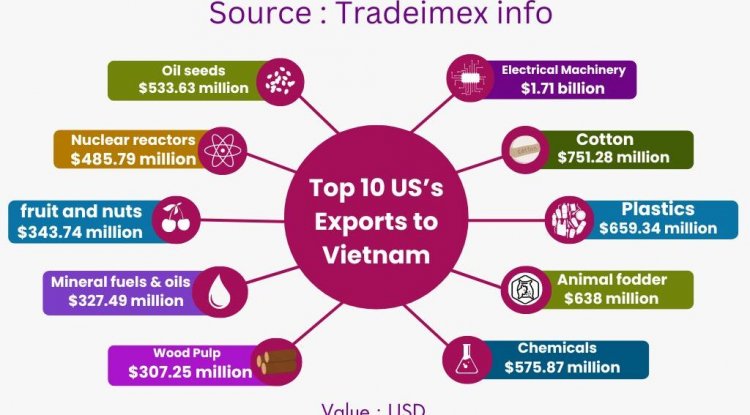 Source : Tradeimex info
Oil seeds
$533.63 million
Electrical Machinery
$1.71 billion
Nuclear reactors
$485.79 million
Cotton
$751.28 million
fruit and nuts
$343.74 million
Top 10 US's
Exports to
Vietnam
Plastics
$659.34 million
Mineral fuels & oils
$327.49 million
Animal fodder
$638 million
Wood Pulp
$307.25 million
Chemicals
$575.87 million
Value : USD